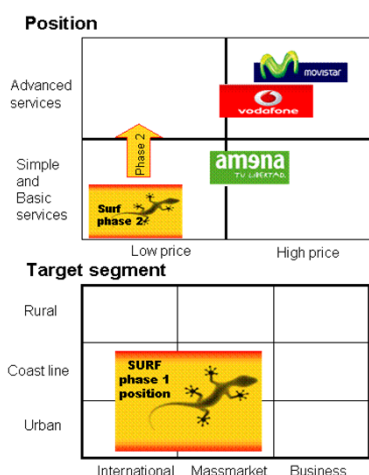 Position
Advanced
services
movistar
vodafone
Phase 2
Simple
and
Basic
services
amena
TU LIBERTAD.
Surf
phase 2
Low price
High price
Target segment
Rural
Coast line
Urban
SURF
phase 1
position
International
Massmarket
Business